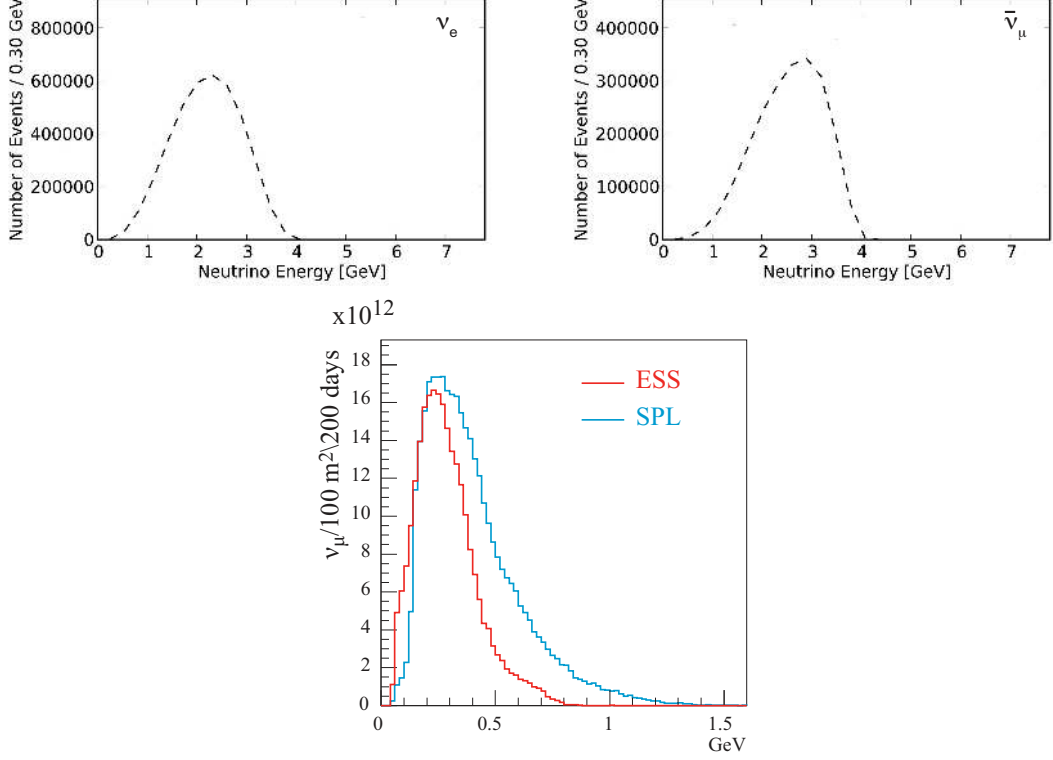 Number of Events / 0.30 GeV
800000
600000
400000
200000
0
0 1 2 3 4 5 6 7
Neutrino Energy [GeV]
νe
Number of Events / 0.30 GeV
400000
300000
200000
100000
0
0 1 2 3 4 5 6 7
Neutrino Energy [GeV]
ν̄μ
x10¹²
νμ/100 m²\200 days
18
16
14
12
10
8
6
4
2
0
0 0.5 1 1.5
GeV
ESS
SPL